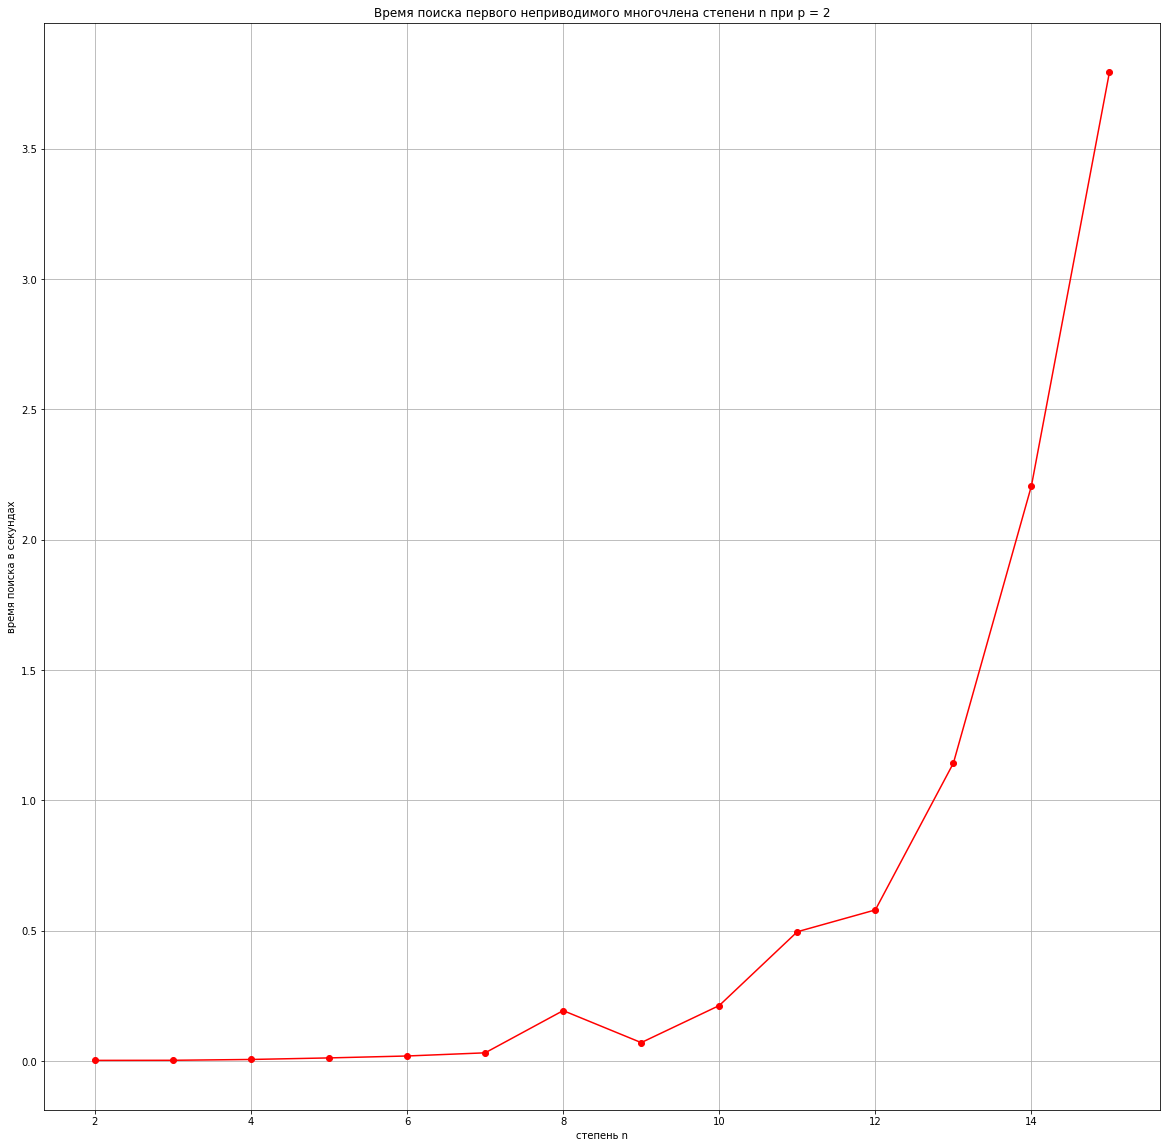 Время поиска первого неприводимого многочлена степени n при p = 2
3.5
3.0
2.5
2.0
1.5
1.0
0.5
0.0
время поиска в секундах
2 4 6 8 10 12 14
степень n